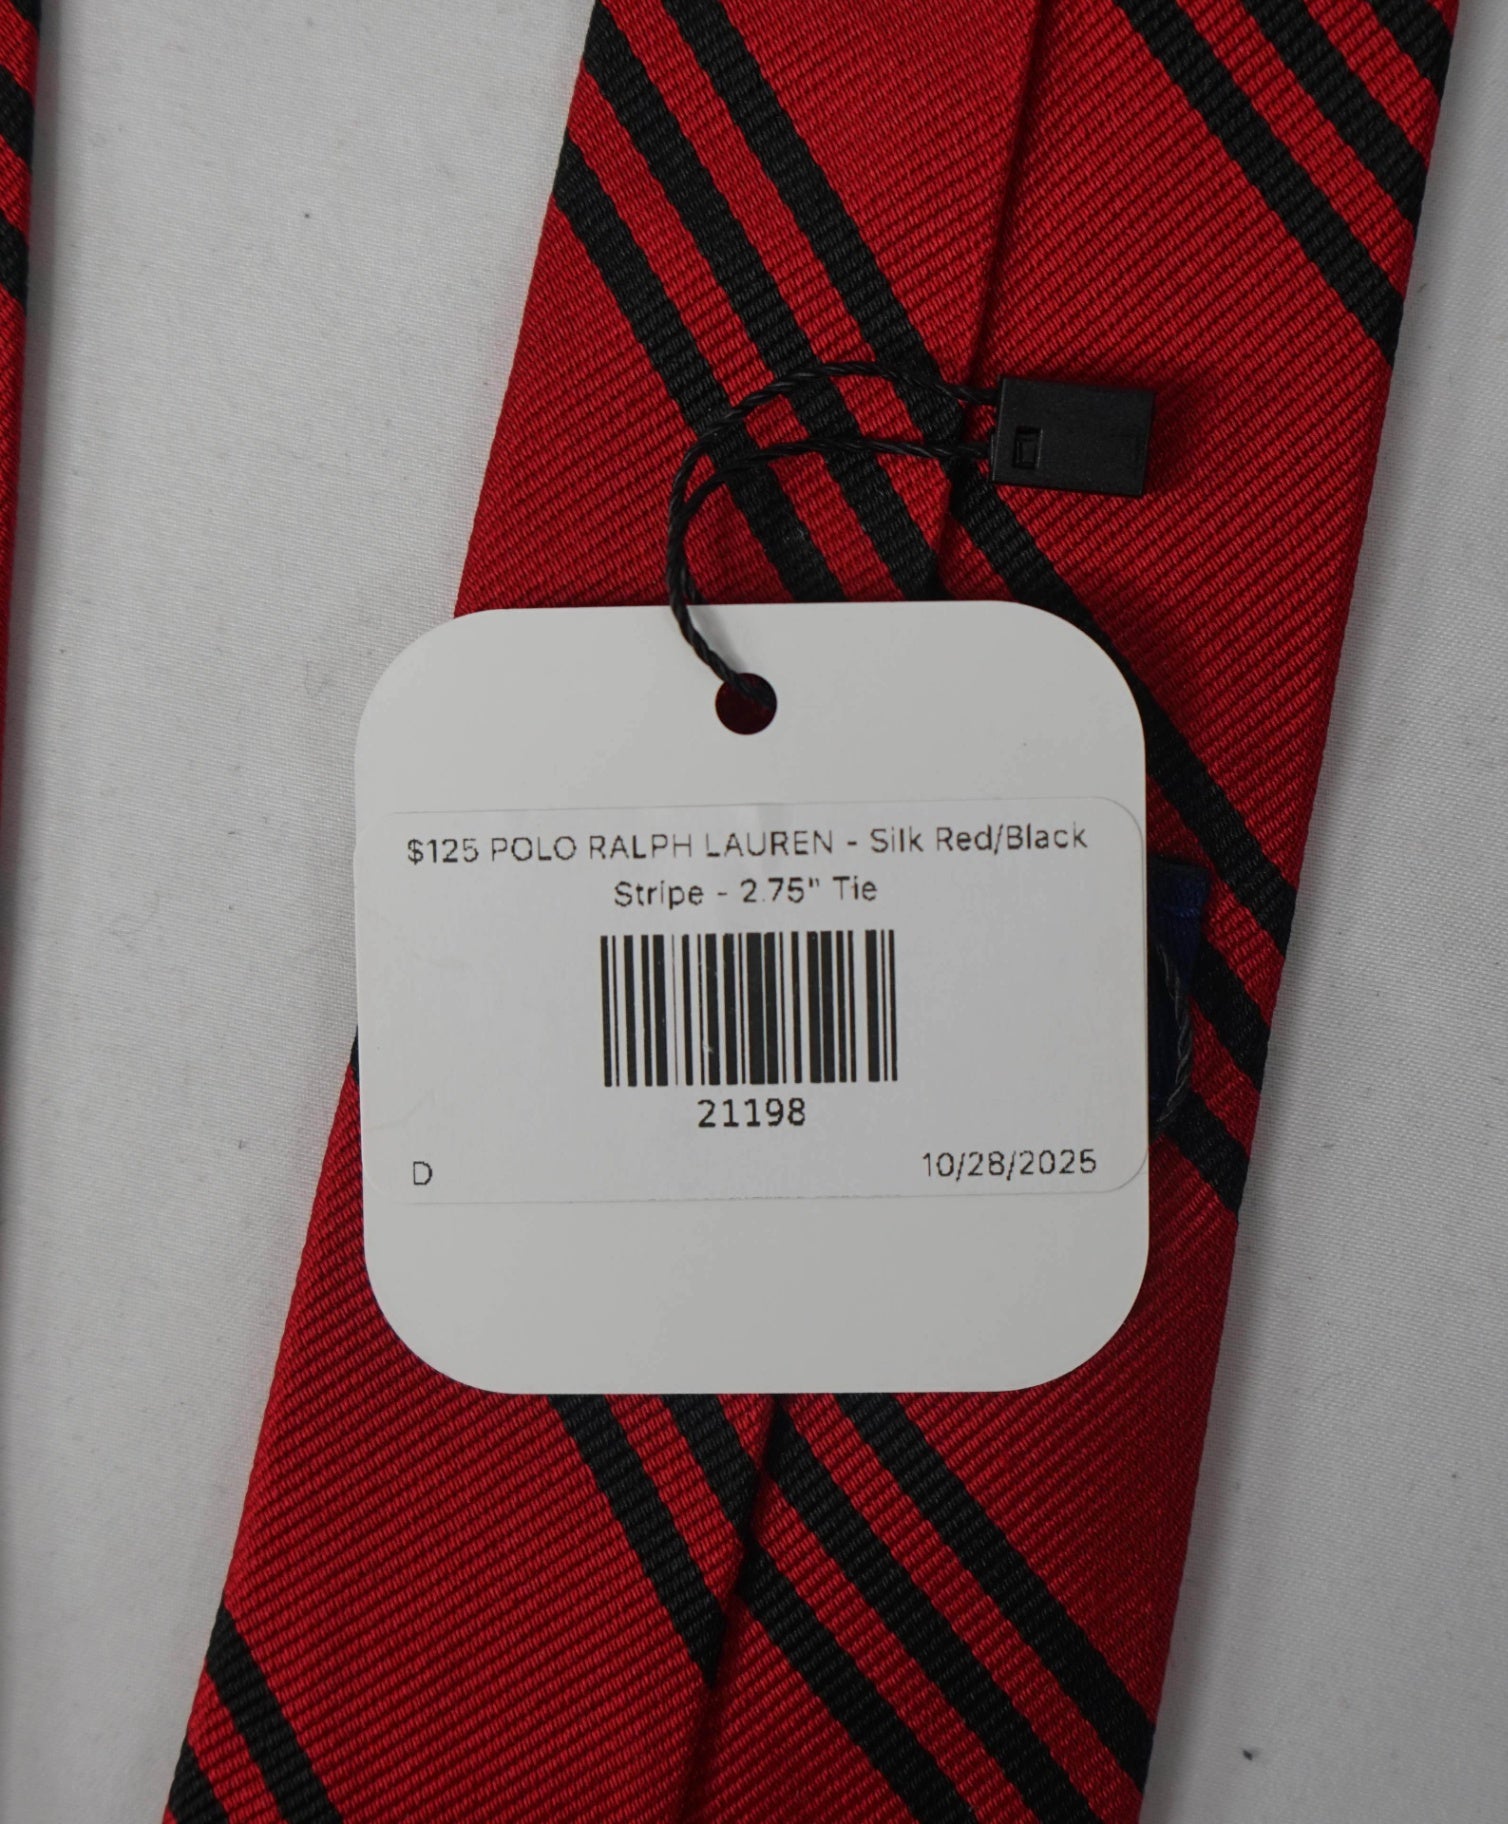 $125 POLO RALPH LAUREN - Silk Red/Black
Stripe - 2.75" Tie
21198
D
10/28/2025